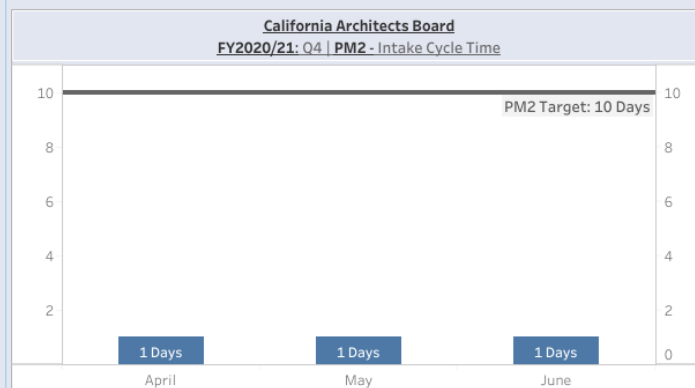 California Architects Board
FY2020/21: Q4 | PM2 - Intake Cycle Time
10 10
PM2 Target: 10 Days
8 8
6 6
4 4
2 2
1 Days 1 Days 1 Days 0
April May June